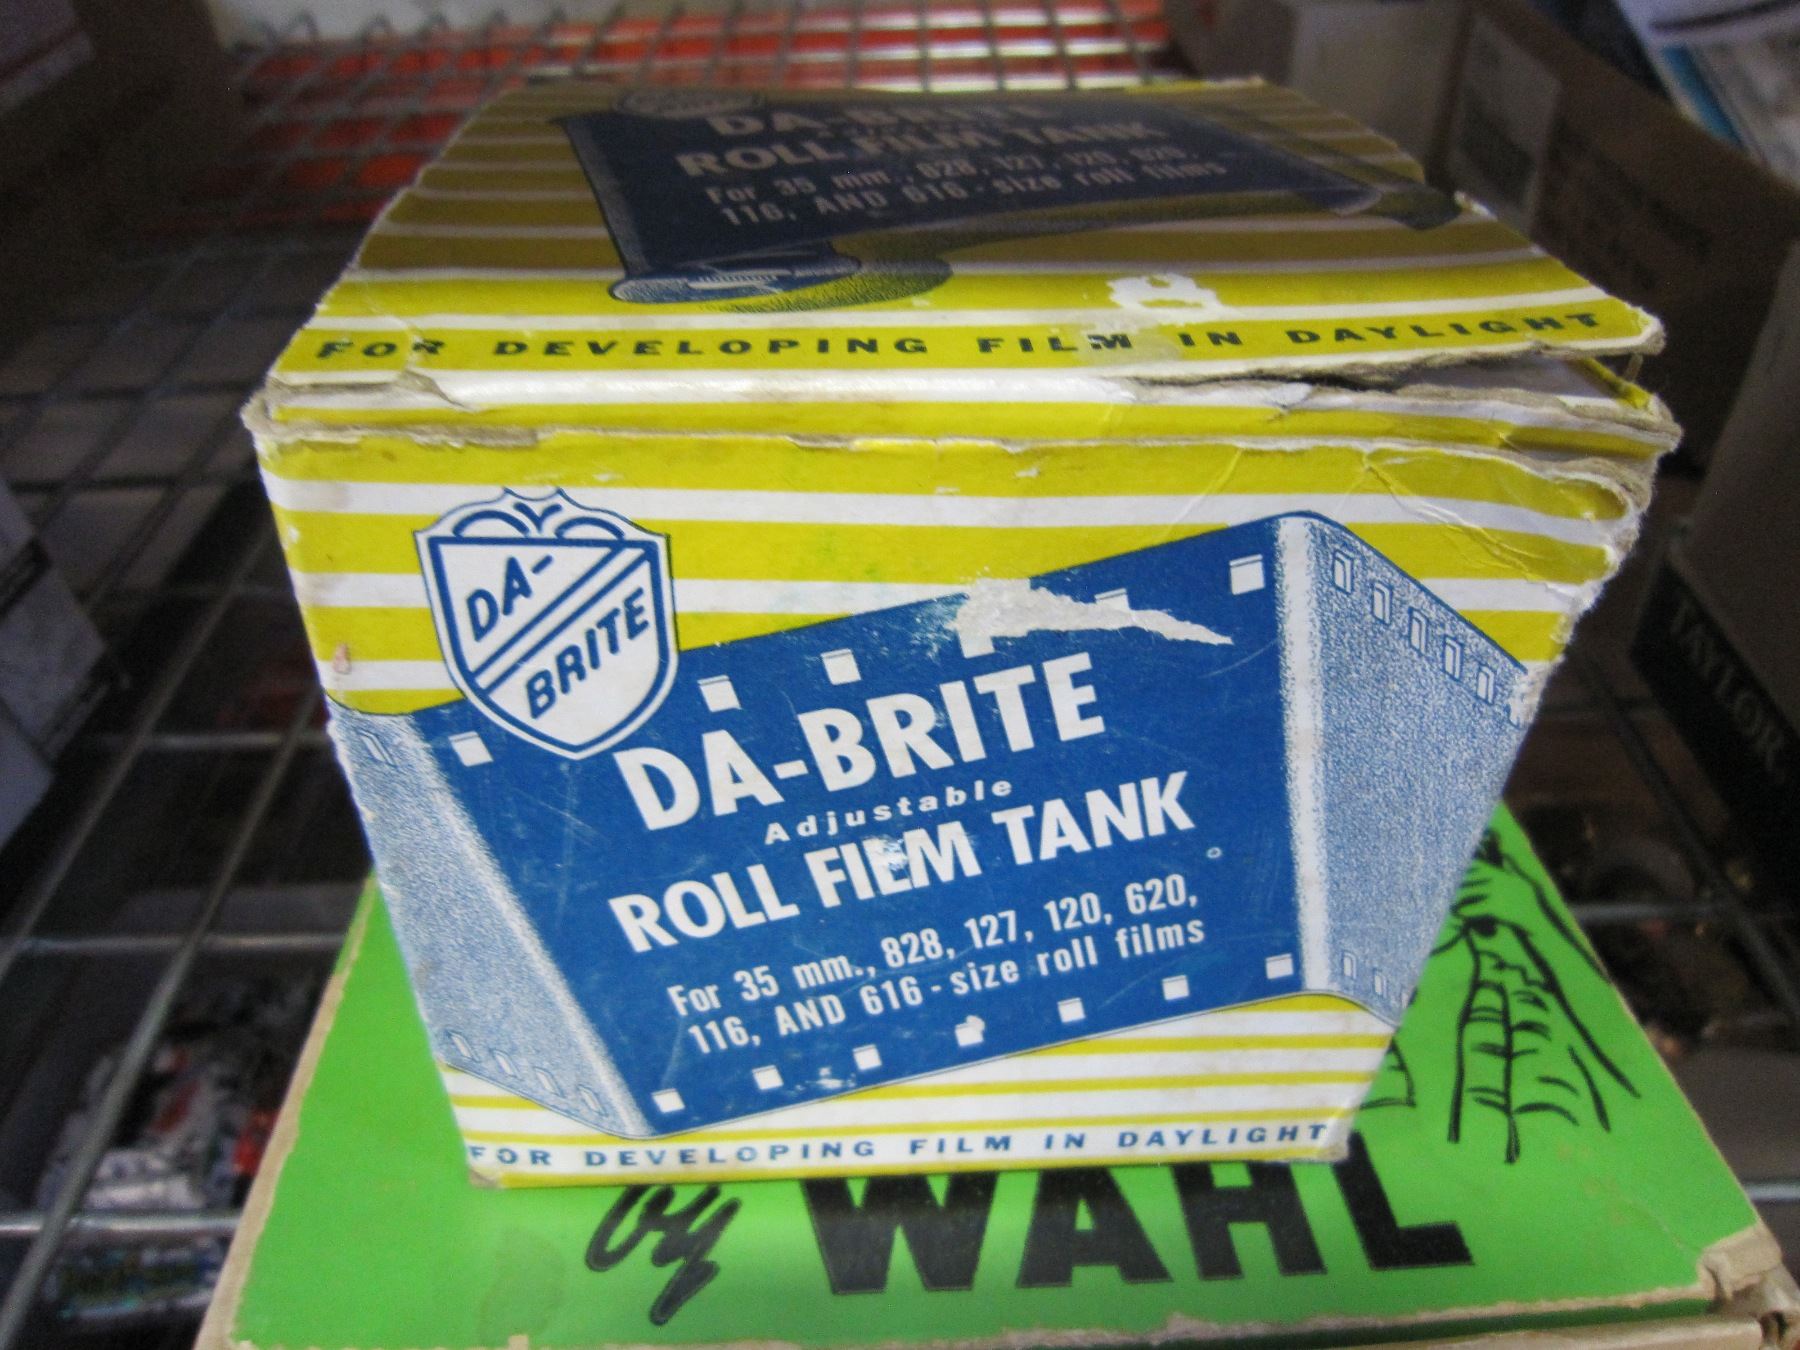 DA-BRITE
ROLL FILM TANK
For 35 mm., 828, 127, 120, 620,
116, AND 616-size roll films
FOR DEVELOPING FILM IN DAYLIGHT
DA-
BRITE
DA-BRITE
Adjustable
ROLL FILM TANK
For 35 mm., 828, 127, 120, 620,
116, AND 616-size roll films
FOR DEVELOPING FILM IN DAYLIGHT
by WAHL
TAYLOR